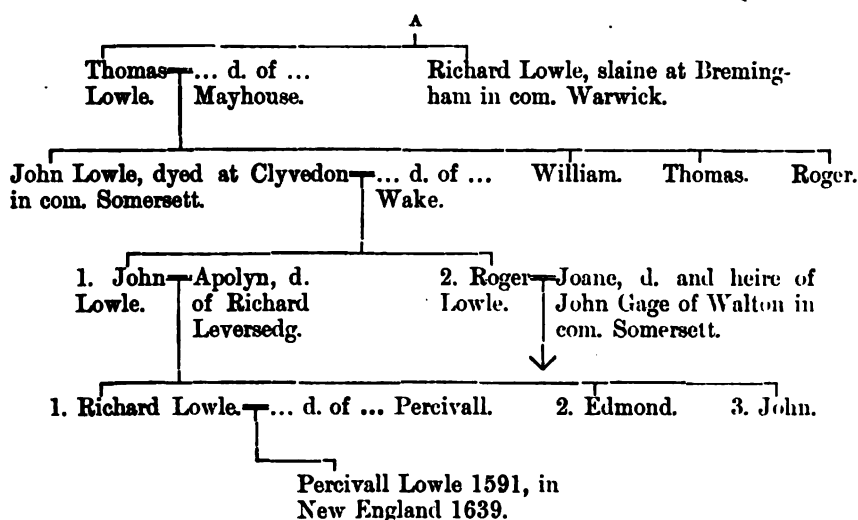 A
Thomas ... d. of ... Richard Lowle, slaine at Breming-
Lowle. Mayhouse. ham in com. Warwick.
John Lowle, dyed at Clyvedon ... d. of ... William. Thomas. Roger.
in com. Somersett. Wake.
1. John Apolyn, d. 2. Roger Joane, d. and heire of
Lowle. of Richard Lowle. John Gage of Walton in
Leversedg. com. Somersett.
1. Richard Lowle. ... d. of ... Percivall. 2. Edmond. 3. John.
Percivall Lowle 1591, in
New England 1639.